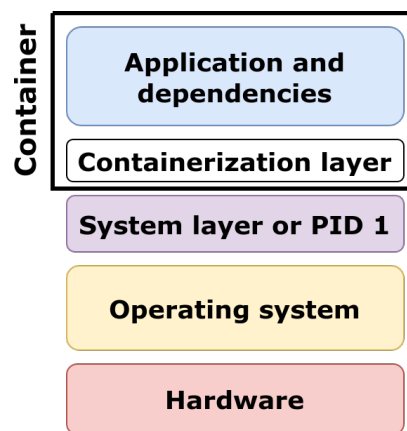 Container
Application and
dependencies
Containerization layer
System layer or PID 1
Operating system
Hardware